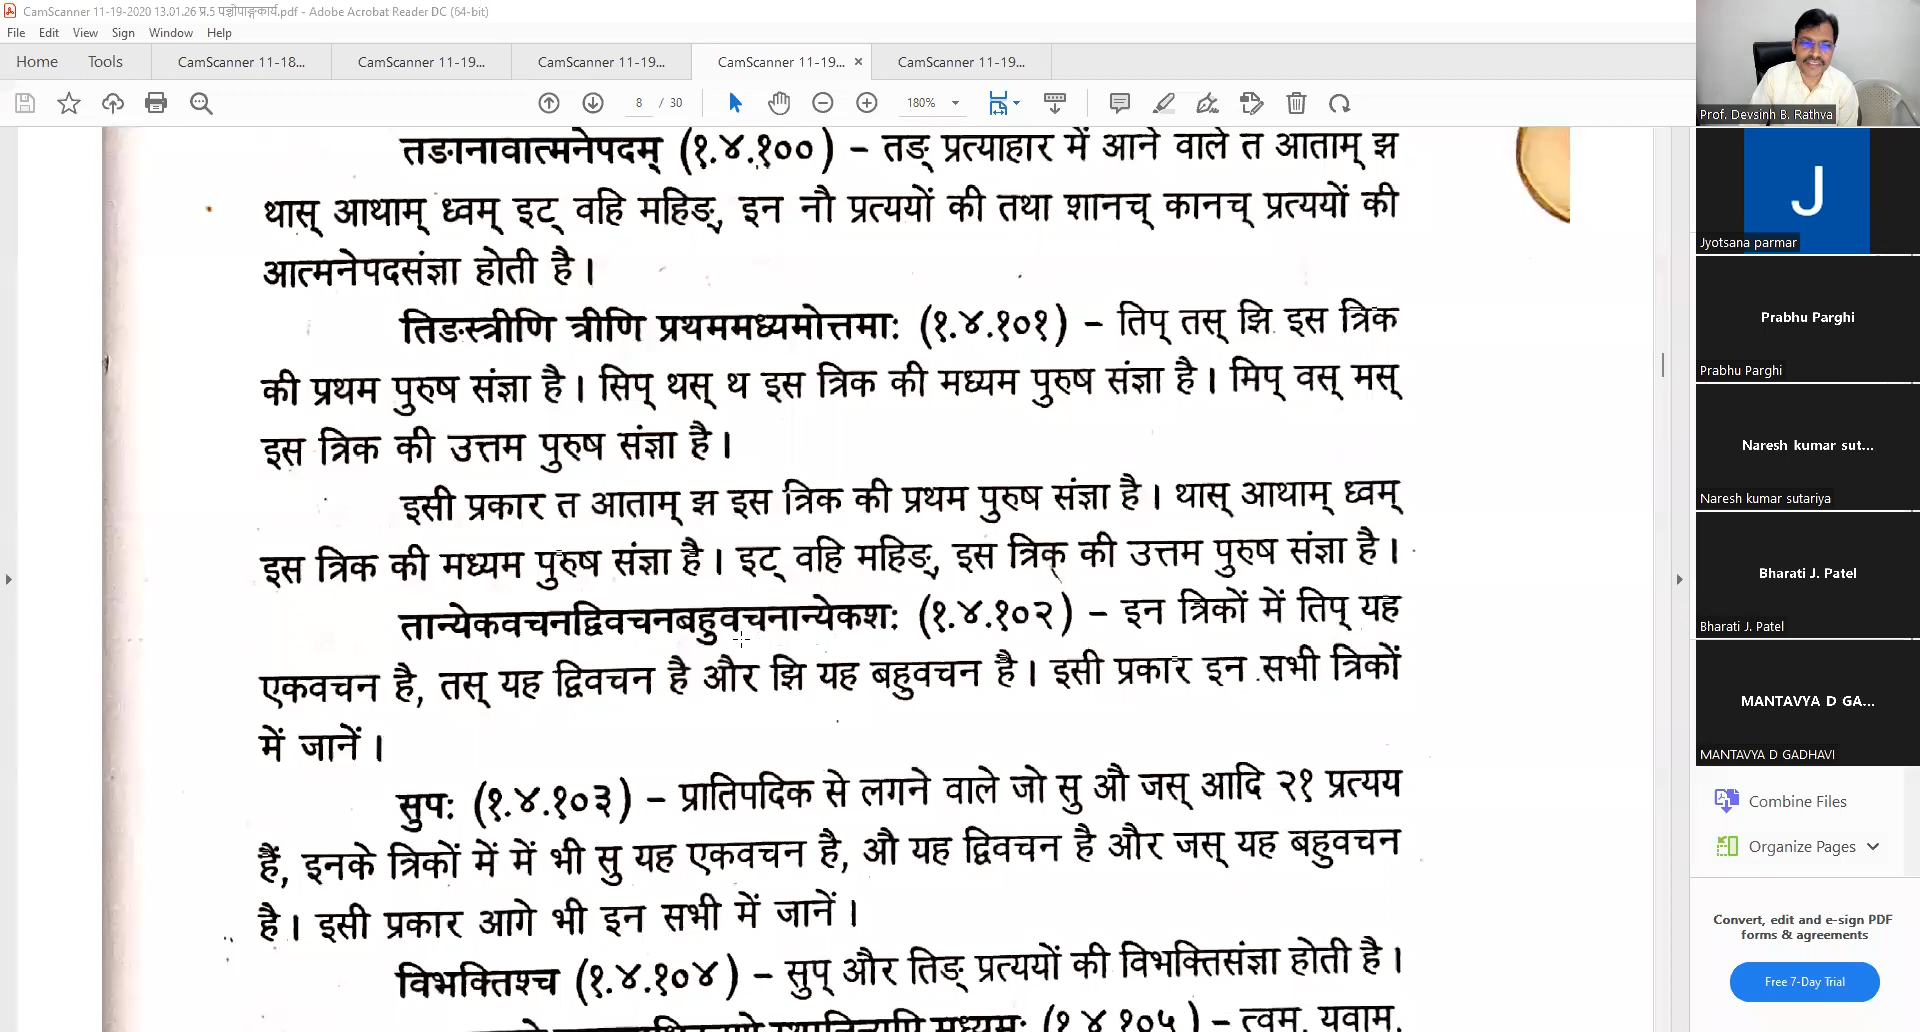 CamScanner 11-19-2020 13.01.26 प्र.5 पञ्चोपाङ्गकार्य.pdf - Adobe Acrobat Reader DC (64-bit)
File Edit View Sign Window Help
Home Tools CamScanner 11-18... CamScanner 11-19... CamScanner 11-19... CamScanner 11-19... × CamScanner 11-19...
8 / 30 180%
तङानावात्मनेपदम् (१.४.१००) – तङ् प्रत्याहार में आने वाले त आताम् झ
थास् आथाम् ध्वम् इट् वहि महिङ्, इन नौ प्रत्ययों की तथा शानच् कानच् प्रत्ययों की
आत्मनेपदसंज्ञा होती है।
तिङस्त्रीणि त्रीणि प्रथममध्यमोत्तमाः (१.४.१०१) – तिप् तस् झि इस त्रिक
की प्रथम पुरुष संज्ञा है। सिप् थस् थ इस त्रिक की मध्यम पुरुष संज्ञा है। मिप् वस् मस्
इस त्रिक की उत्तम पुरुष संज्ञा है।
इसी प्रकार त आताम् झ इस त्रिक की प्रथम पुरुष संज्ञा है। थास् आथाम् ध्वम्
इस त्रिक की मध्यम पुरुष संज्ञा है। इट् वहि महिङ्, इस त्रिक् की उत्तम पुरुष संज्ञा है।
तान्येकवचनद्विवचनबहुवचनान्येकशः (१.४.१०२) – इन त्रिकों में तिप् यह
एकवचन है, तस् यह द्विवचन है और झि यह बहुवचन है। इसी प्रकार इन सभी त्रिकों
में जानें।
सुपः (१.४.१०३) – प्रातिपदिक से लगने वाले जो सु औ जस् आदि २१ प्रत्यय
हैं, इनके त्रिकों में में भी सु यह एकवचन है, औ यह द्विवचन है और जस् यह बहुवचन
है। इसी प्रकार आगे भी इन सभी में जानें।
विभक्तिश्च (१.४.१०४) – सुप् और तिङ् प्रत्ययों की विभक्तिसंज्ञा होती है।
मध्यमः (१.४.१०५) – त्वम्, युवाम्,
Prof. Devsinh B. Rathva
J
Jyotsana parmar
Prabhu Parghi
Prabhu Parghi
Naresh kumar sut...
Naresh kumar sutariya
Bharati J. Patel
Bharati J. Patel
MANTAVYA D GA...
MANTAVYA D GADHAVI
Combine Files
Organize Pages
Convert, edit and e-sign PDF
forms & agreements
Free 7-Day Trial